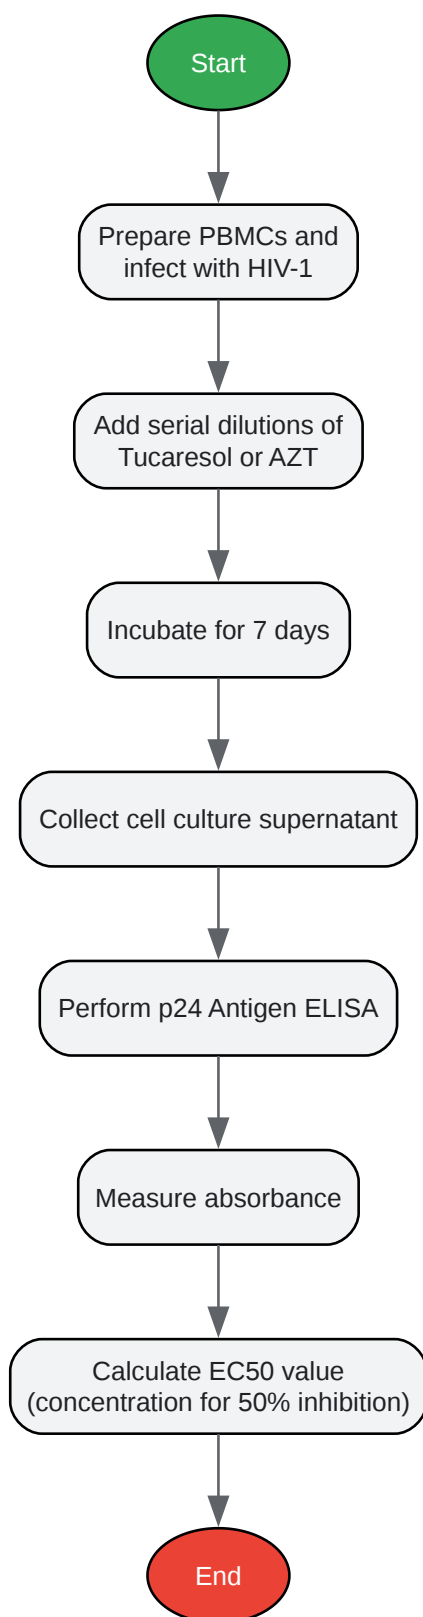 Start
Prepare PBMCs and
infect with HIV-1
Add serial dilutions of
Tucaresol or AZT
Incubate for 7 days
Collect cell culture supernatant
Perform p24 Antigen ELISA
Measure absorbance
Calculate EC50 value
(concentration for 50% inhibition)
End